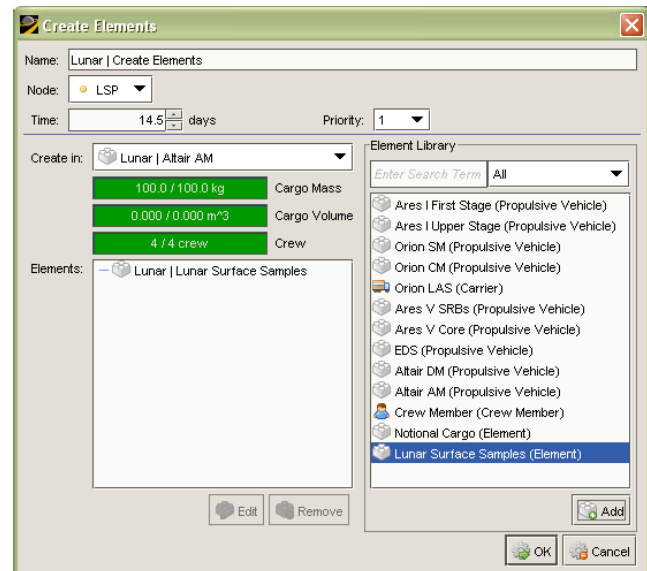 Create Elements
Name: Lunar | Create Elements
Node: LSP
Time: 14.5 days Priority: 1
Create in: Lunar | Altair AM
100.0 / 100.0 kg Cargo Mass
0.000 / 0.000 m^3 Cargo Volume
4 / 4 crew Crew
Elements: Lunar | Lunar Surface Samples
Edit Remove
Element Library
Enter Search Term All
Ares I First Stage (Propulsive Vehicle)
Ares I Upper Stage (Propulsive Vehicle)
Orion SM (Propulsive Vehicle)
Orion CM (Propulsive Vehicle)
Orion LAS (Carrier)
Ares V SRBs (Propulsive Vehicle)
Ares V Core (Propulsive Vehicle)
EDS (Propulsive Vehicle)
Altair DM (Propulsive Vehicle)
Altair AM (Propulsive Vehicle)
Crew Member (Crew Member)
Notional Cargo (Element)
Lunar Surface Samples (Element)
Add
OK Cancel